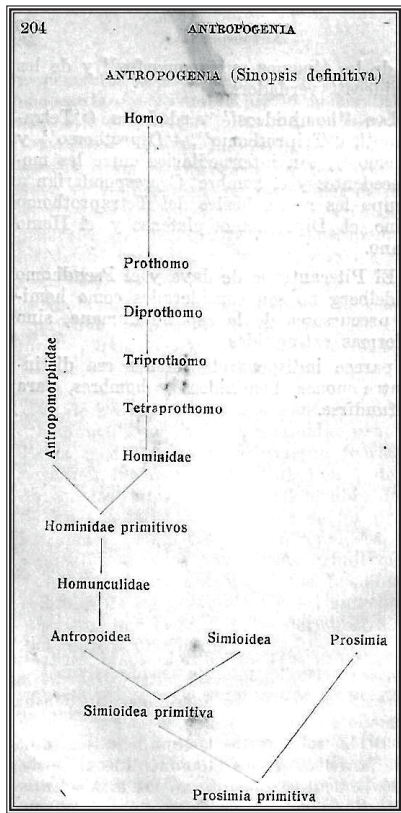 204 ANTROPOGENIA
ANTROPOGENIA (Sinopsis definitiva)
Homo
Prothomo
Diprothomo
Triprothomo
Tetraprothomo
Antropomorphidae
Hominidae
Hominidae primitivos
Homunculidae
Antropoidea Simioidea Prosimia
Simioidea primitiva
Prosimia primitiva